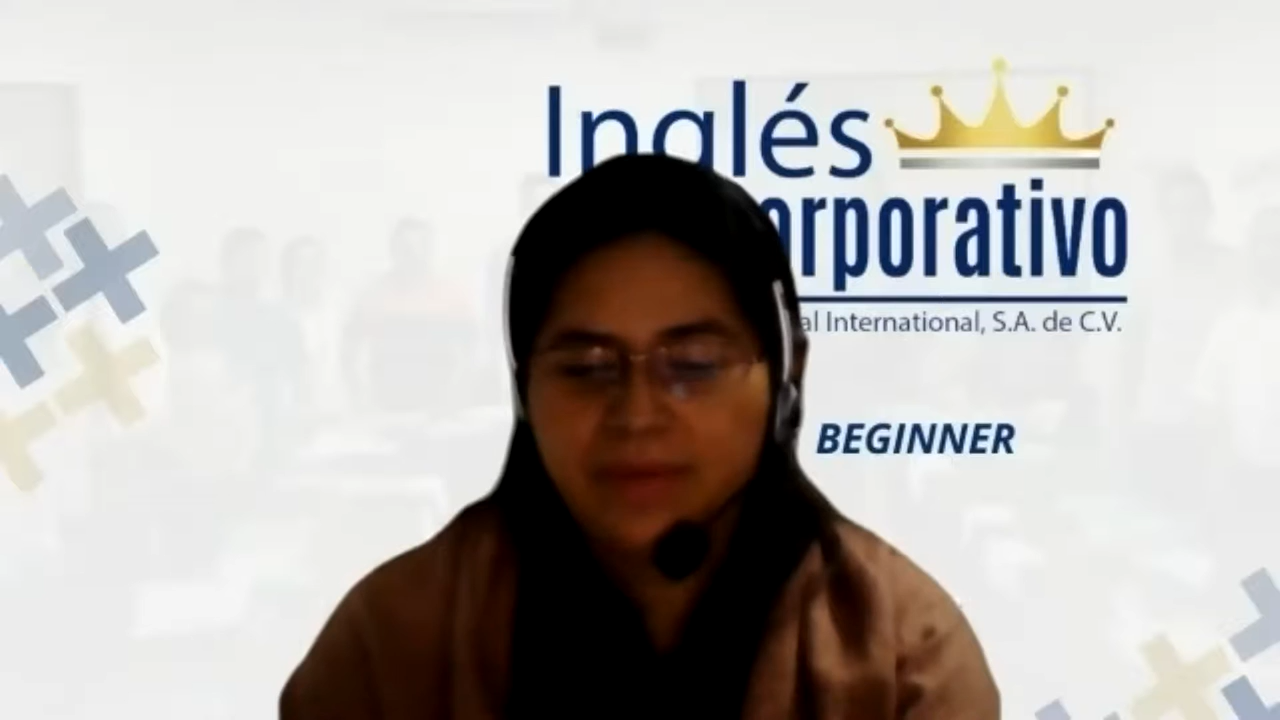 Inglés
orporativo
al International, S.A. de C.V.
BEGINNER